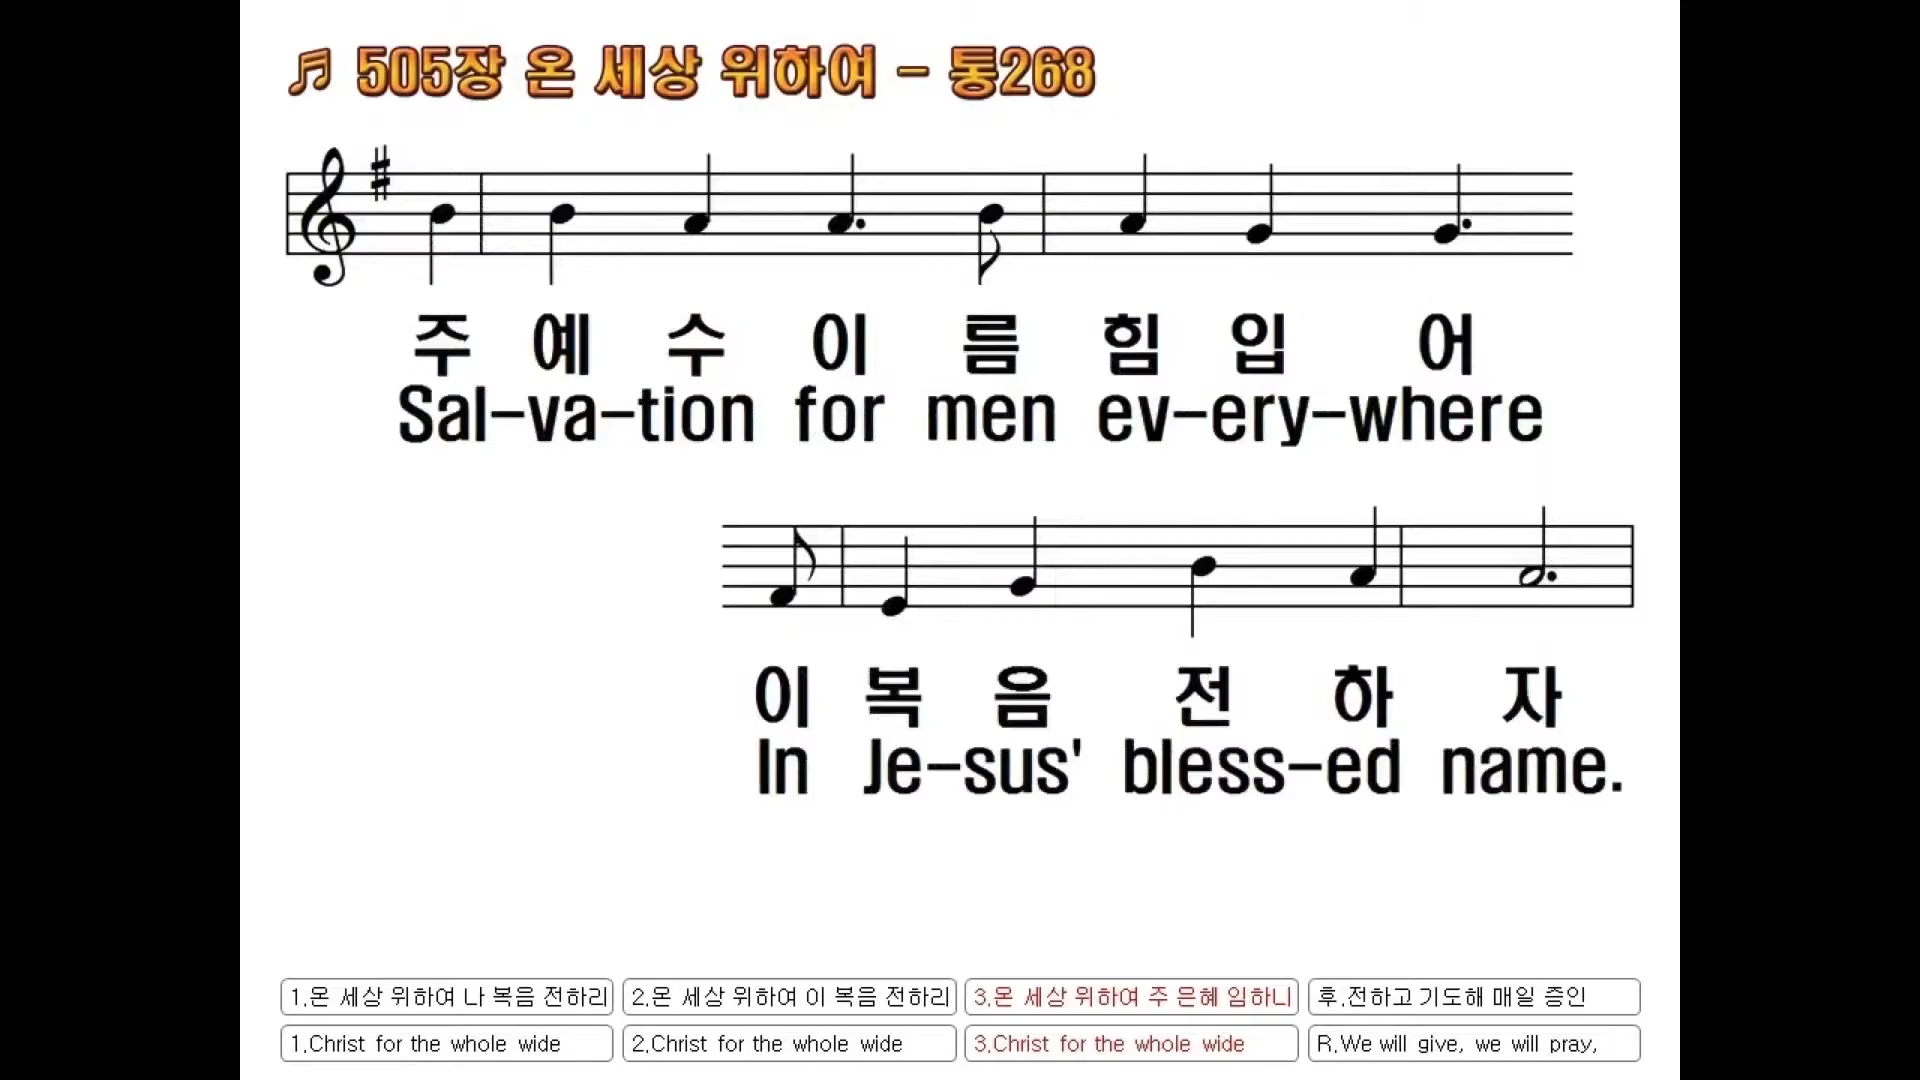 ♬ 505장 온 세상 위하여 - 통268
주 예 수 이 름 힘 입 어
Sal-va-tion for men ev-ery-where
이 복 음 전 하 자
In Je-sus' bless-ed name.
1.온 세상 위하여 나 복음 전하리 2.온 세상 위하여 이 복음 전하리 3.온 세상 위하여 주 은혜 임하니 후.전하고 기도해 매일 증인
1.Christ for the whole wide 2.Christ for the whole wide 3.Christ for the whole wide R.We will give, we will pray,